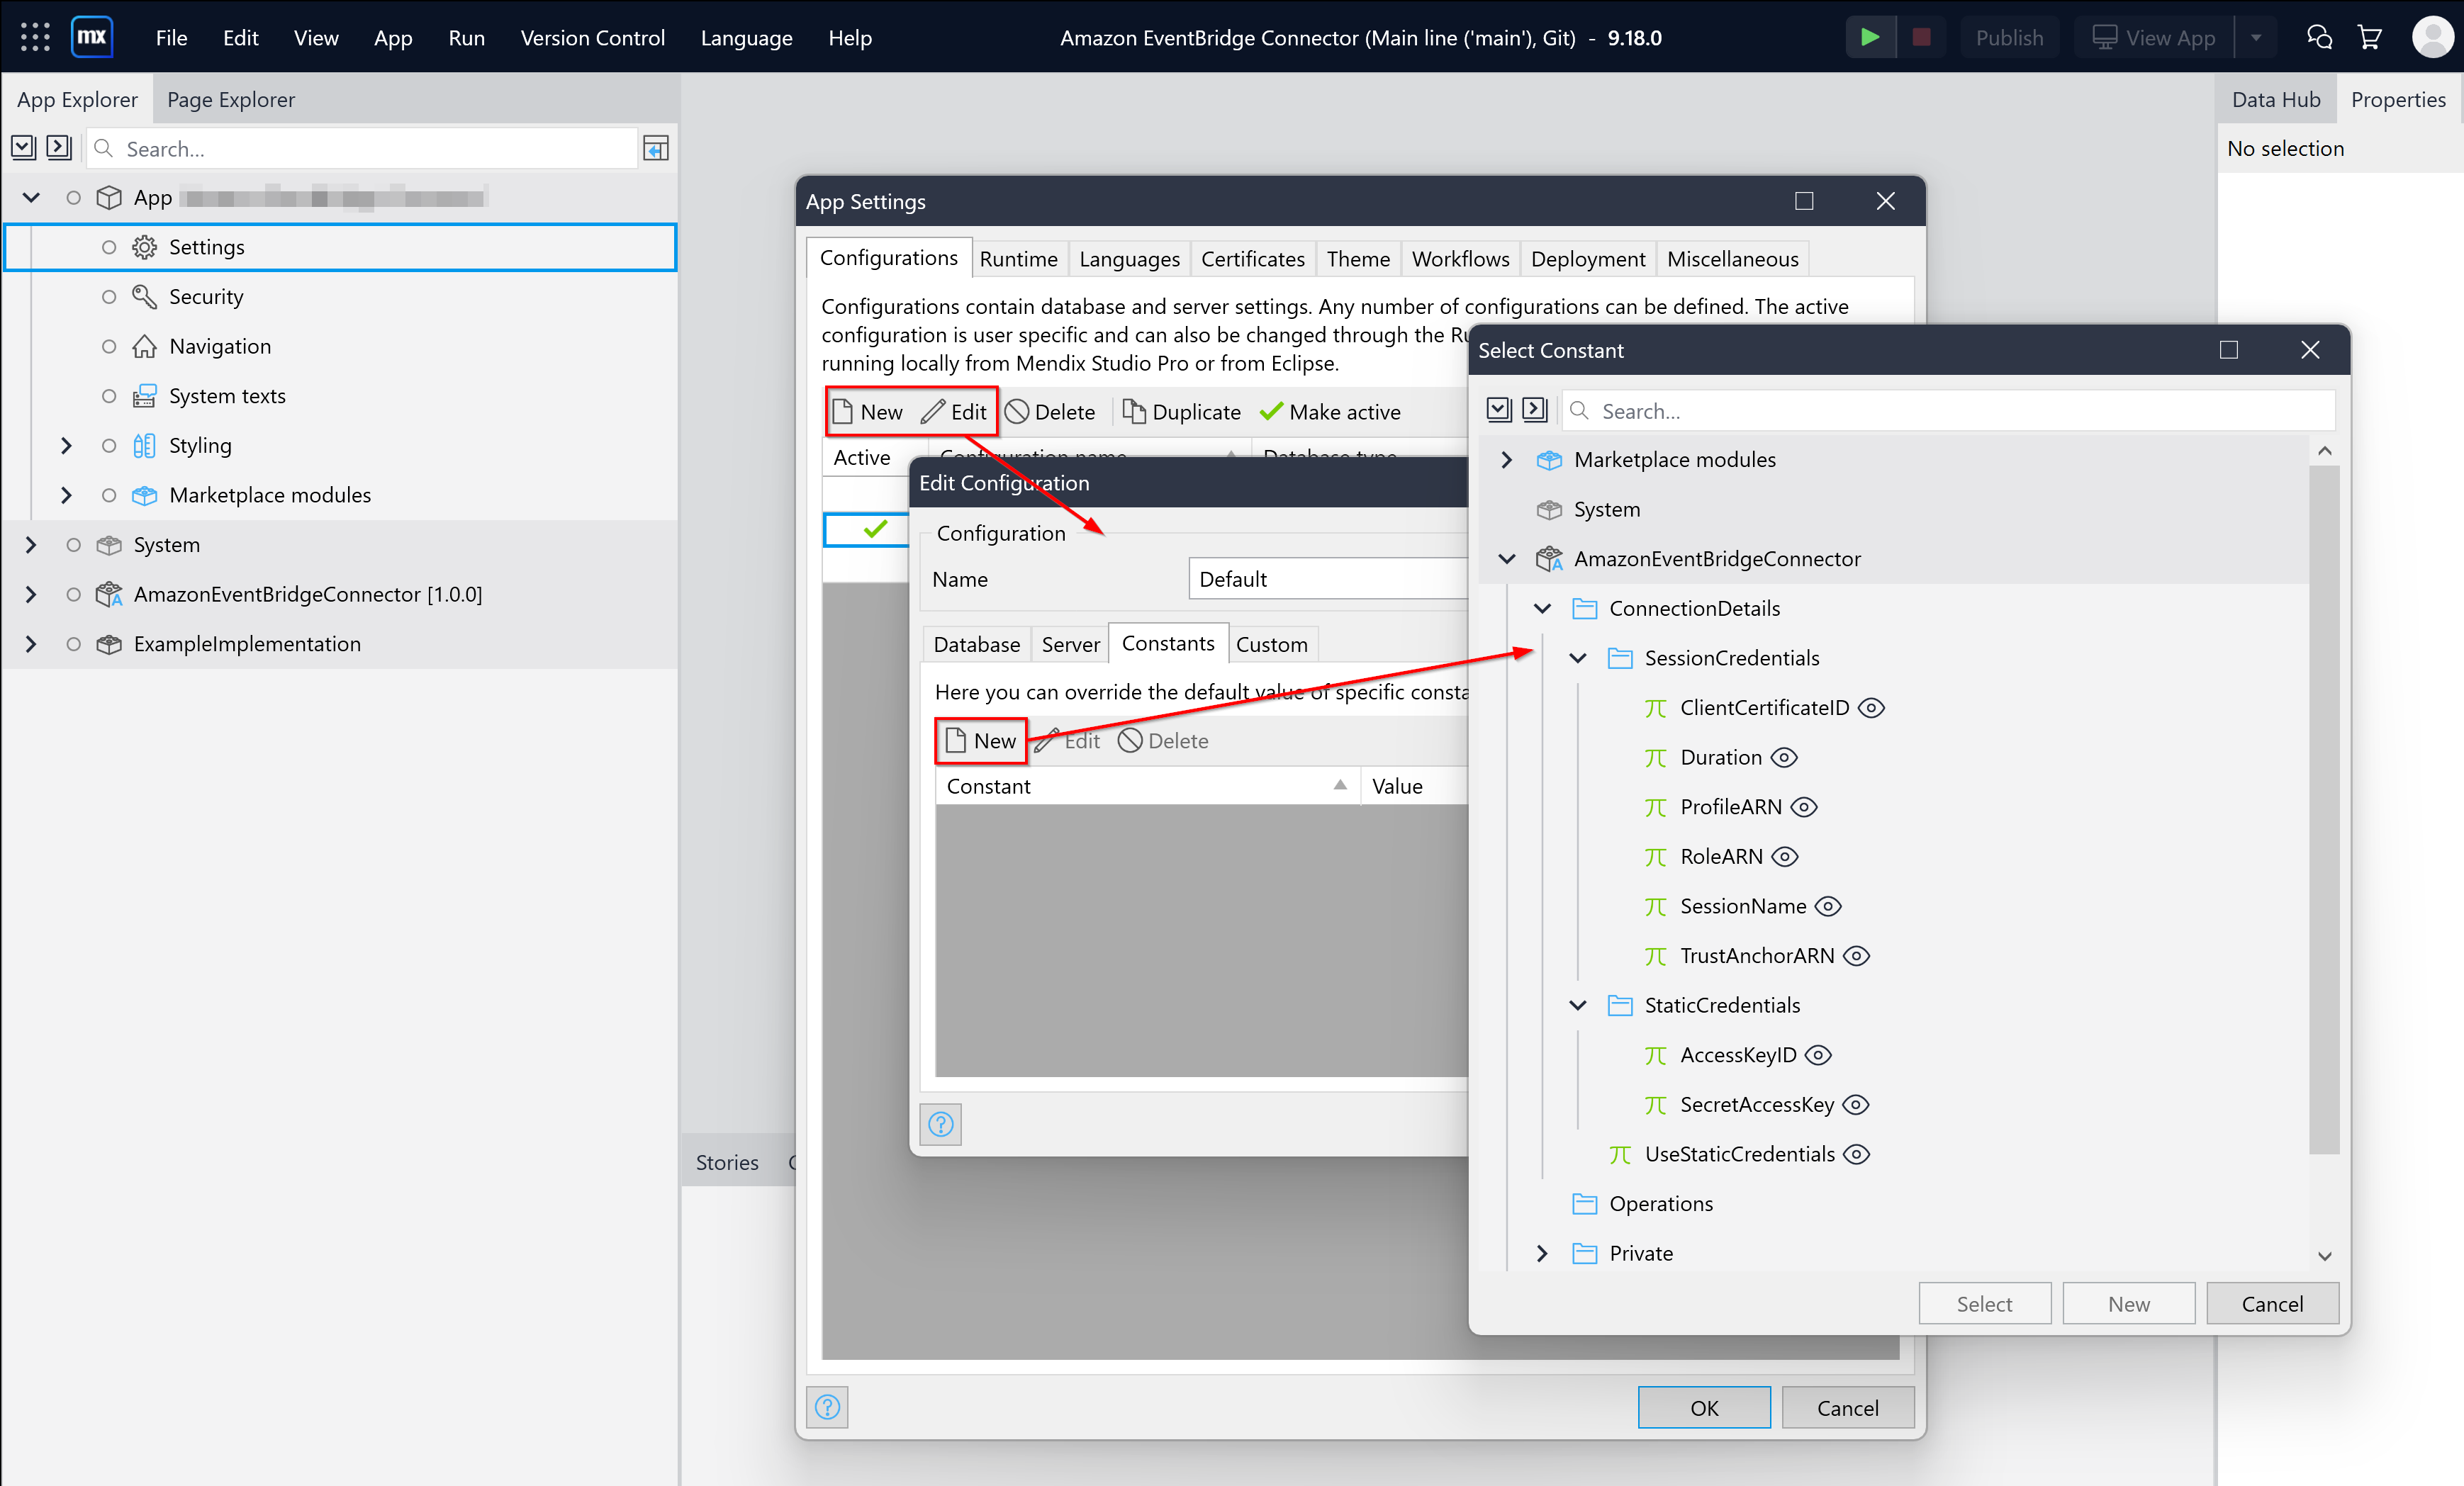 mx File Edit View App Run Version Control Language Help Amazon EventBridge Connector (Main line ('main'), Git) - 9.18.0 Publish View App
App Explorer Page Explorer
Search...
App
Settings
Security
Navigation
System texts
Styling
Marketplace modules
System
AmazonEventBridgeConnector [1.0.0]
ExampleImplementation
Stories
Data Hub Properties
No selection
App Settings
Configurations Runtime Languages Certificates Theme Workflows Deployment Miscellaneous
Configurations contain database and server settings. Any number of configurations can be defined. The active
configuration is user specific and can also be changed through the
running locally from Mendix Studio Pro or from Eclipse.
New Edit Delete Duplicate Make active
Active Configuration name Database type
Edit Configuration
Configuration
Name Default
Database Server Constants Custom
Here you can override the default value of specific
New Edit Delete
Constant Value
OK Cancel
Select Constant
Search...
Marketplace modules
System
AmazonEventBridgeConnector
ConnectionDetails
SessionCredentials
ClientCertificateID
Duration
ProfileARN
RoleARN
SessionName
TrustAnchorARN
StaticCredentials
AccessKeyID
SecretAccessKey
UseStaticCredentials
Operations
Private
Select New Cancel